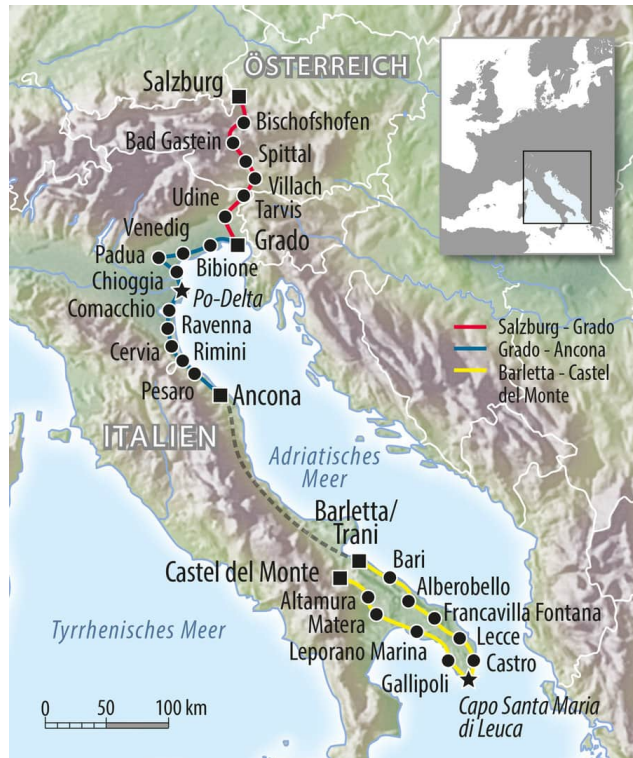 ÖSTERREICH
Salzburg
Bischofshofen
Bad Gastein
Spittal
Villach
Udine
Tarvis
Venedig
Grado
Padua
Bibione
Chioggia
Po-Delta
Comacchio
Ravenna
Cervia
Rimini
Pesaro
Ancona
ITALIEN
Salzburg - Grado
Grado - Ancona
Barletta - Castel
del Monte
Adriatisches
Meer
Barletta/
Trani
Bari
Castel del Monte
Alberobello
Altamura
Francavilla Fontana
Matera
Lecce
Tyrrhenisches Meer
Leporano Marina
Castro
Gallipoli
Capo Santa Maria
di Leuca
0 50 100 km